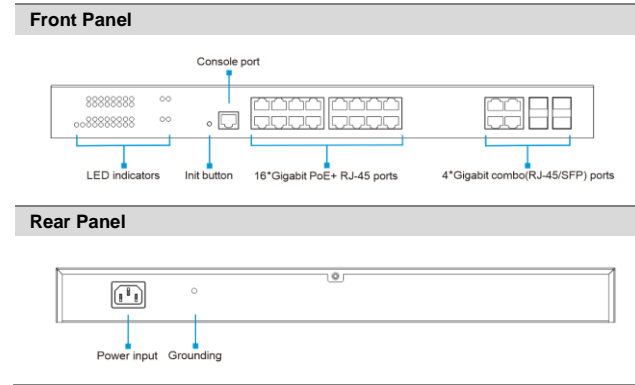 Front Panel
Console port
LED indicators Init button 16*Gigabit PoE+ RJ-45 ports 4*Gigabit combo(RJ-45/SFP) ports
Rear Panel
Power input Grounding